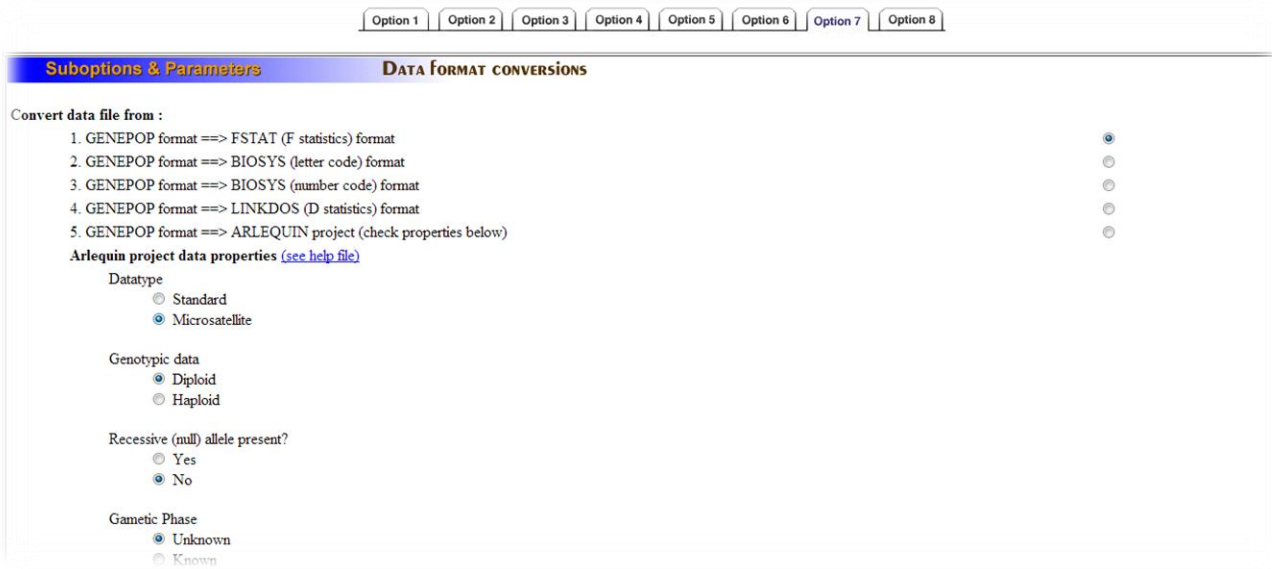 Option 1 Option 2 Option 3 Option 4 Option 5 Option 6 Option 7 Option 8
Suboptions & Parameters DATA FORMAT CONVERSIONS
Convert data file from :
1. GENEPOP format ==> FSTAT (F statistics) format
2. GENEPOP format ==> BIOSYS (letter code) format
3. GENEPOP format ==> BIOSYS (number code) format
4. GENEPOP format ==> LINKDOS (D statistics) format
5. GENEPOP format ==> ARLEQUIN project (check properties below)
Arlequin project data properties (see help file)
Datatype
Standard
Microsatellite
Genotypic data
Diploid
Haploid
Recessive (null) allele present?
Yes
No
Gametic Phase
Unknown
Known